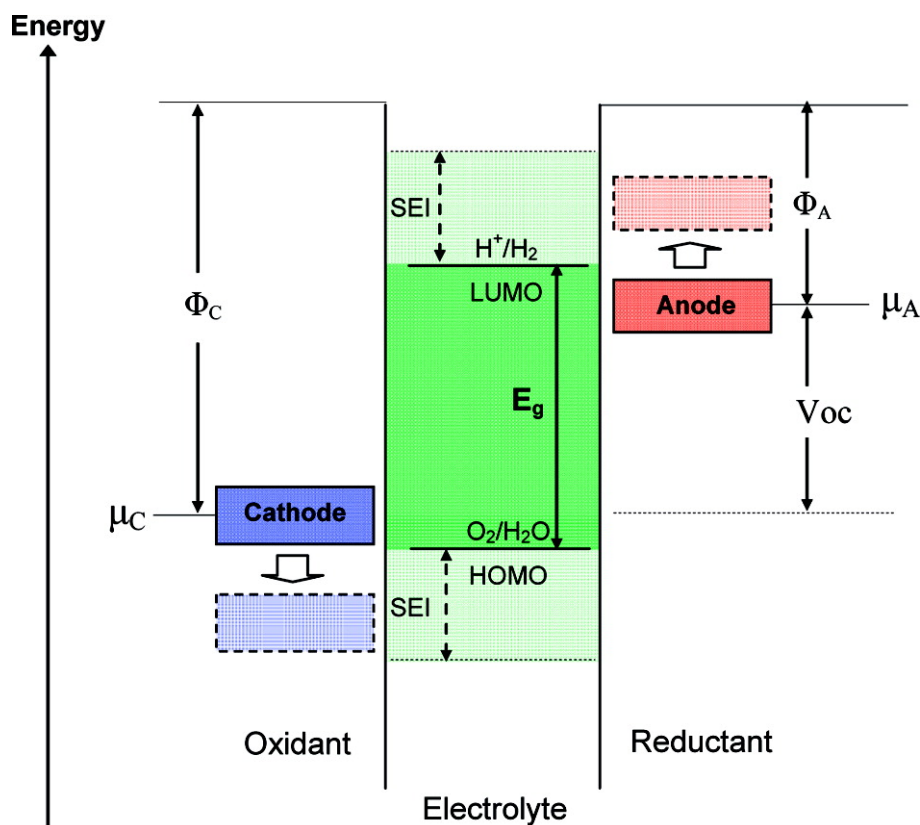 Energy
SEI
H⁺/H₂
LUMO
Φ_A
Φ_C
Anode
μ_A
E_g
Voc
μ_C
Cathode
O₂/H₂O
HOMO
SEI
Oxidant
Reductant
Electrolyte